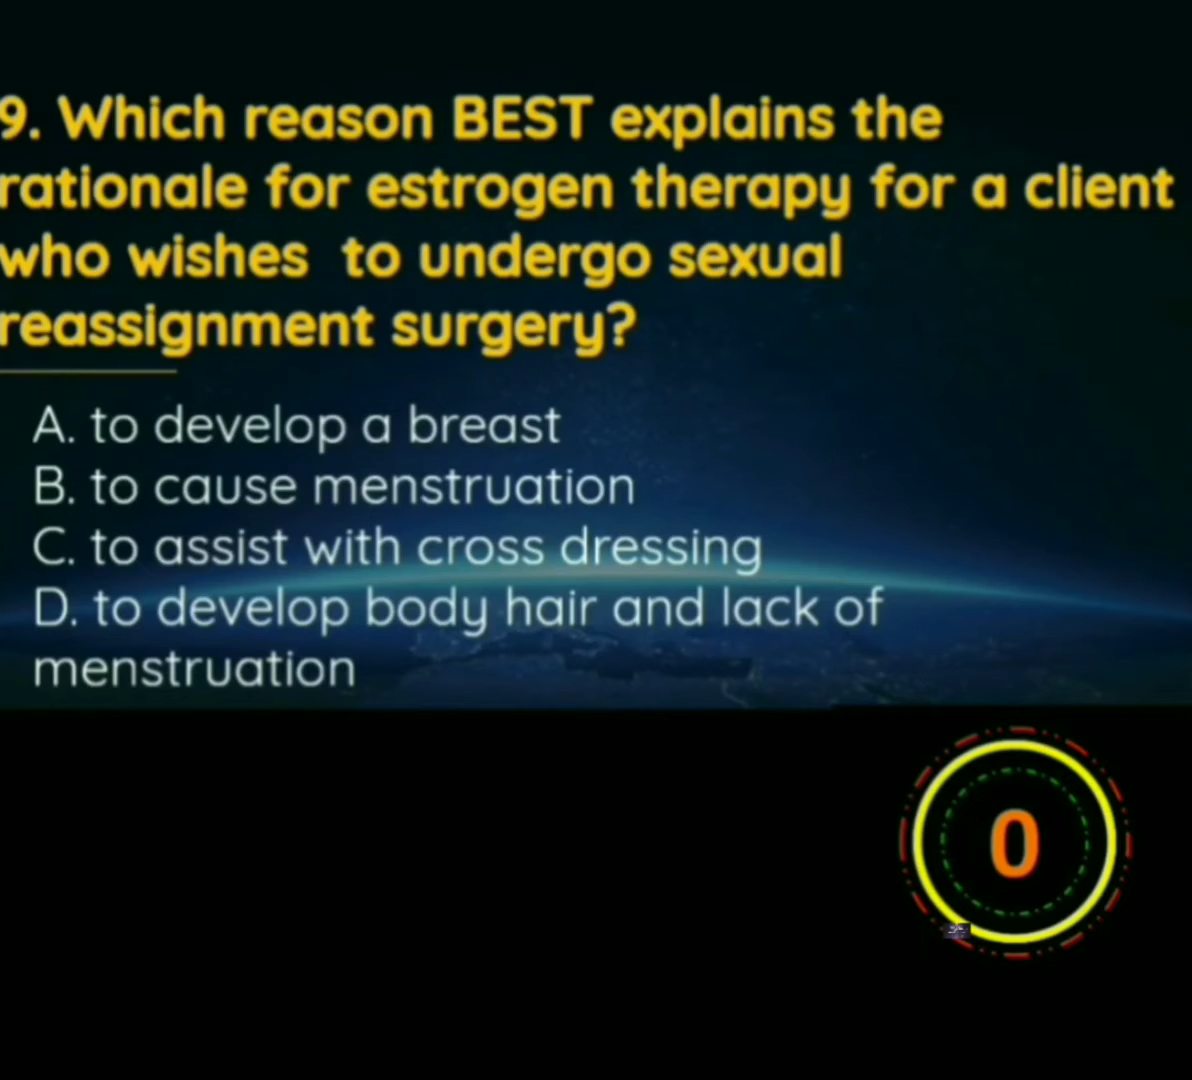 9. Which reason BEST explains the
rationale for estrogen therapy for a client
who wishes  to undergo sexual
reassignment surgery?
A. to develop a breast
B. to cause menstruation
C. to assist with cross dressing
D. to develop body hair and lack of
menstruation
0